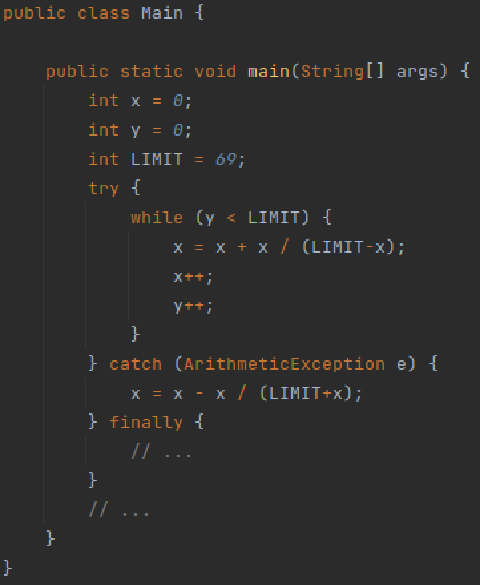 public class Main {
public static void main(String[] args) {
int x = 0;
int y = 0;
int LIMIT = 69;
try {
while (y < LIMIT) {
x = x + x / (LIMIT-x);
x++;
y++;
}
} catch (ArithmeticException e) {
x = x - x / (LIMIT+x);
} finally {
// ...
}
// ...
}
}